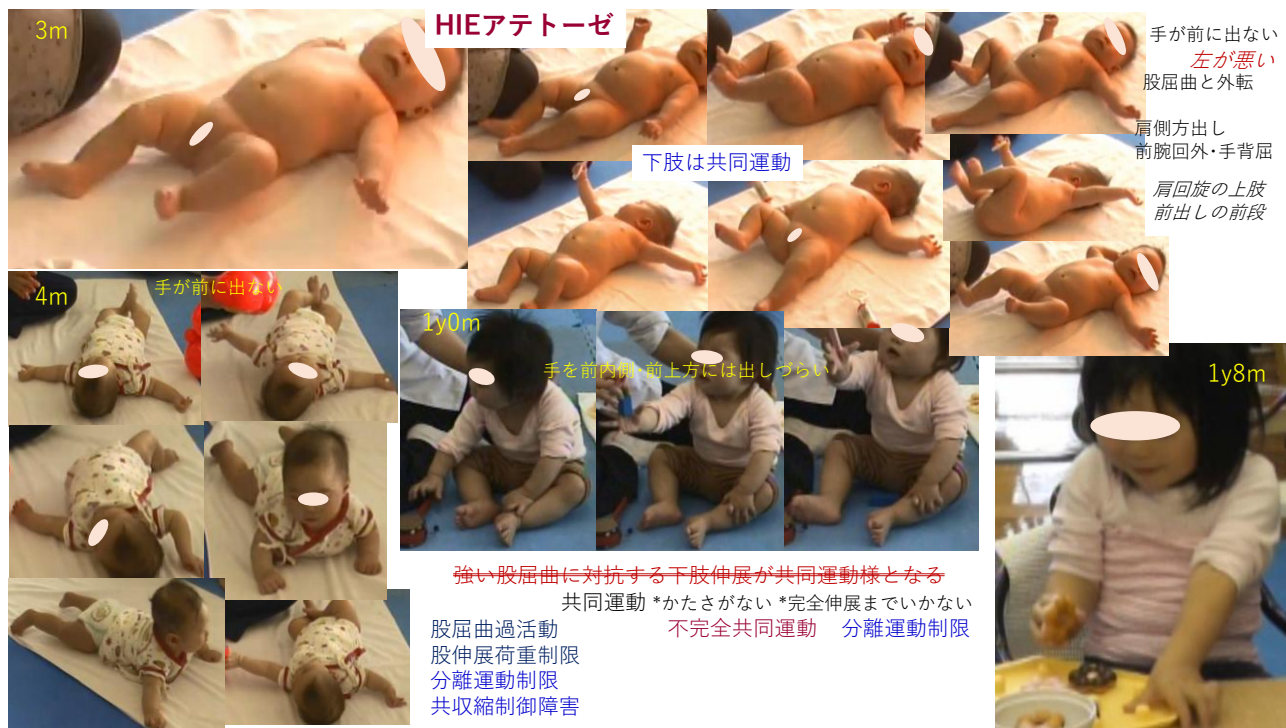 3m
HIEアテトーゼ
手が前に出ない
左が悪い
股屈曲と外転
肩側方出し
前腕回外・手背屈
肩回旋の上肢
前出しの前段
下肢は共同運動
4m
手が前に出ない
1y0m
手を前内側・前上方には出しづらい
1y8m
強い股屈曲に対抗する下肢伸展が共同運動様となる
共同運動 *かたさがない *完全伸展までいかない
股屈曲過活動
不完全共同運動 分離運動制限
股伸展荷重制限
分離運動制限
共収縮制御障害